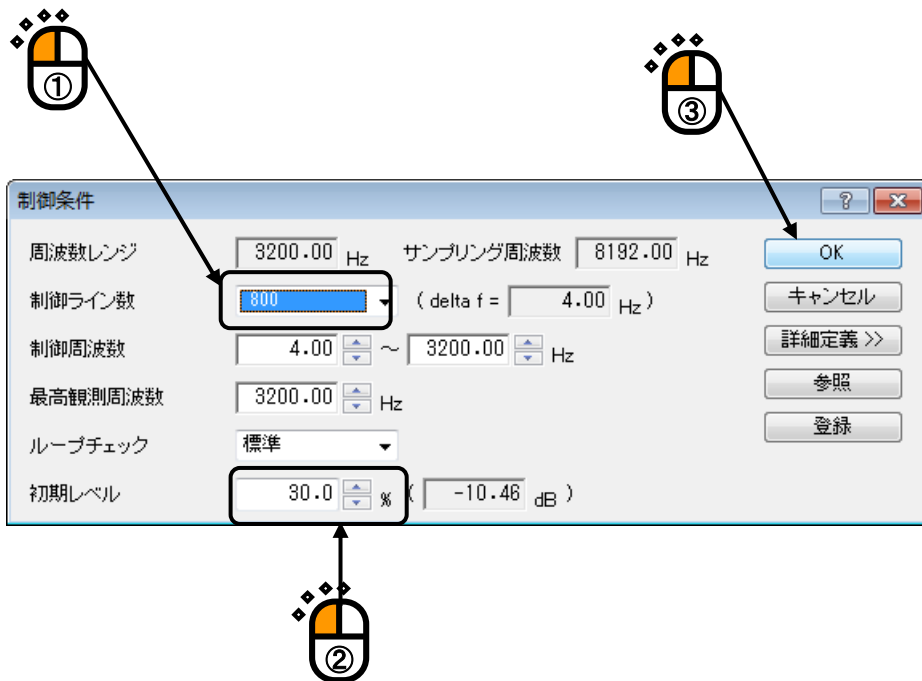 ①
③
制御条件
?
周波数レンジ 3200.00 Hz サンプリング周波数 8192.00 Hz OK
制御ライン数 800 ( delta f = 4.00 Hz ) キャンセル
制御周波数 4.00 ～ 3200.00 Hz 詳細定義 >>
最高観測周波数 3200.00 Hz 参照
ループチェック 標準 登録
初期レベル 30.0 % ( -10.46 dB )
②